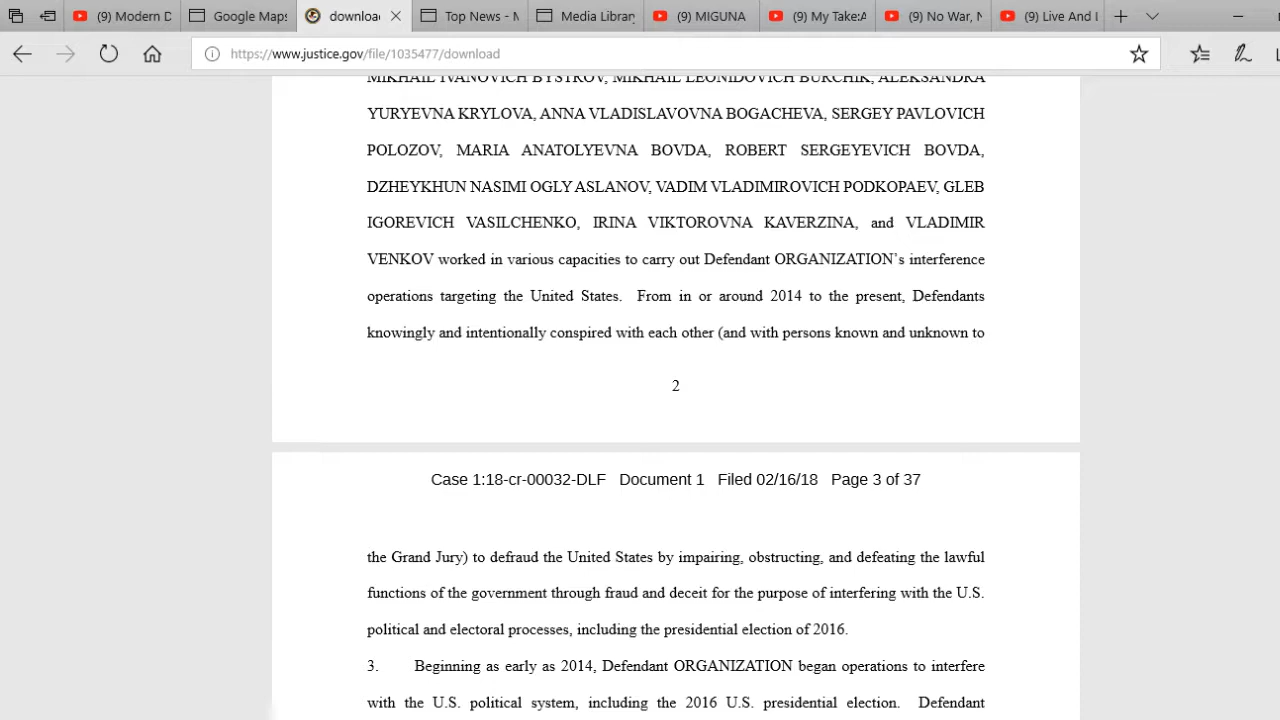 (9) Modern D
Google Maps
downloa
Top News - N
Media Library
(9) MIGUNA
(9) My Take:A
(9) No War, N
(9) Live And L
https://www.justice.gov/file/1035477/download
MIKHAIL IVANOVICH BYSTROV, MIKHAIL LEONIDOVICH BURCHIK, ALEKSANDRA
YURYEVNA KRYLOVA, ANNA VLADISLAVOVNA BOGACHEVA, SERGEY PAVLOVICH
POLOZOV, MARIA ANATOLYEVNA BOVDA, ROBERT SERGEYEVICH BOVDA,
DZHEYKHUN NASIMI OGLY ASLANOV, VADIM VLADIMIROVICH PODKOPAEV, GLEB
IGOREVICH VASILCHENKO, IRINA VIKTOROVNA KAVERZINA, and VLADIMIR
VENKOV worked in various capacities to carry out Defendant ORGANIZATION's interference
operations targeting the United States. From in or around 2014 to the present, Defendants
knowingly and intentionally conspired with each other (and with persons known and unknown to
2
Case 1:18-cr-00032-DLF Document 1 Filed 02/16/18 Page 3 of 37
the Grand Jury) to defraud the United States by impairing, obstructing, and defeating the lawful
functions of the government through fraud and deceit for the purpose of interfering with the U.S.
political and electoral processes, including the presidential election of 2016.
3. Beginning as early as 2014, Defendant ORGANIZATION began operations to interfere
with the U.S. political system, including the 2016 U.S. presidential election. Defendant